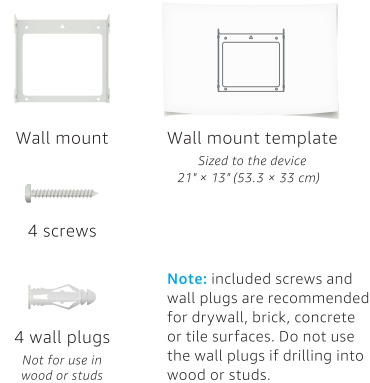 Wall mount
Wall mount template
Sized to the device
21" × 13" (53.3 × 33 cm)
4 screws
4 wall plugs
Not for use in
wood or studs
Note: included screws and
wall plugs are recommended
for drywall, brick, concrete
or tile surfaces. Do not use
the wall plugs if drilling into
wood or studs.